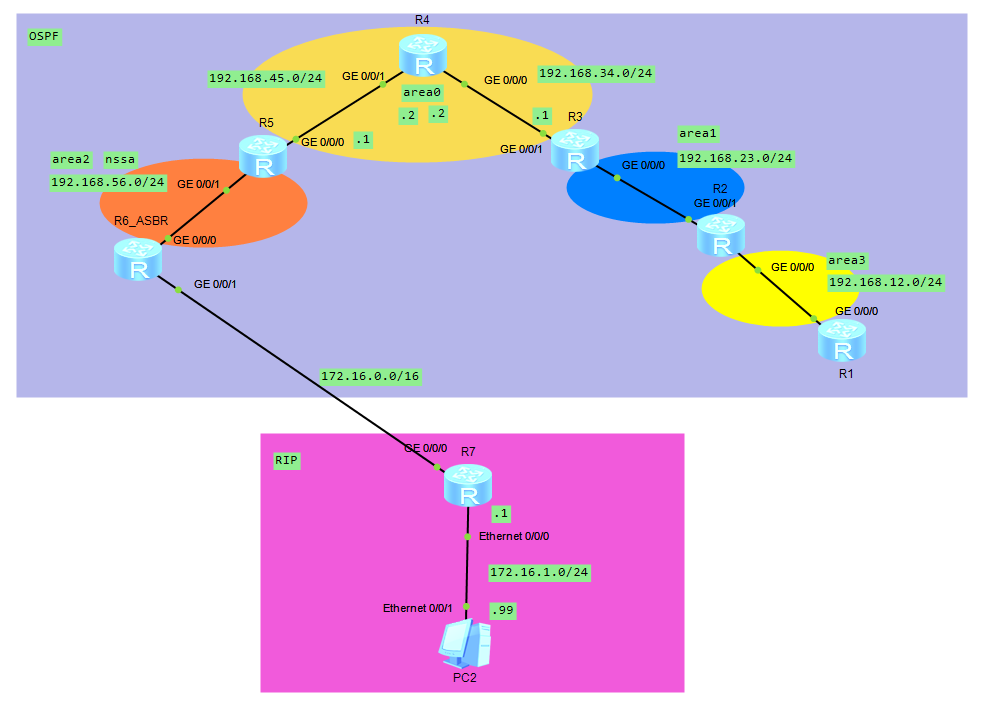 R4
OSPF
192.168.45.0/24
GE 0/0/1
GE 0/0/0
192.168.34.0/24
area0
.2
.2
R5
.1
R3
GE 0/0/0
.1
GE 0/0/1
area1
192.168.23.0/24
GE 0/0/0
area2
nssa
192.168.56.0/24
GE 0/0/1
R2
GE 0/0/1
R6_ASBR
GE 0/0/0
GE 0/0/0
area3
192.168.12.0/24
GE 0/0/1
GE 0/0/0
R1
172.16.0.0/16
GE 0/0/0
R7
RIP
.1
Ethernet 0/0/0
172.16.1.0/24
Ethernet 0/0/1
.99
PC2
R
R
R
R
R
R
R